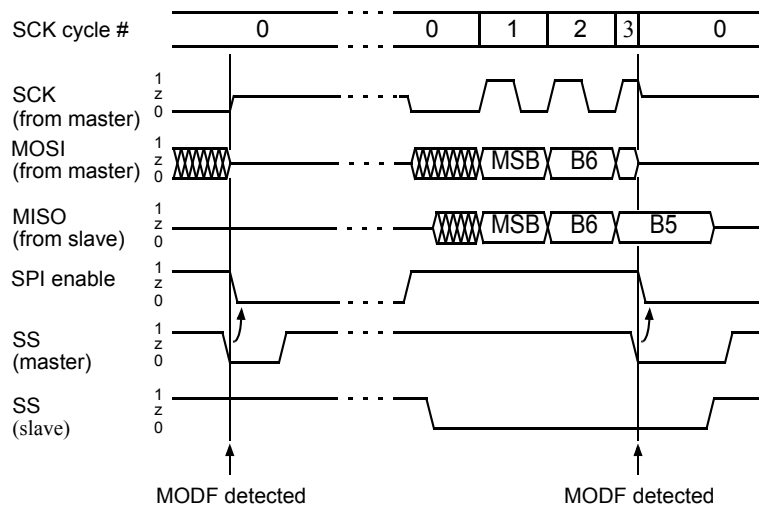 SCK cycle # 0 0 1 2 3 0
SCK
(from master)
1
z
0
MOSI
(from master)
1
z
0
MSB B6
MISO
(from slave)
1
z
0
MSB B6 B5
SPI enable
1
z
0
SS
(master)
1
z
0
SS
(slave)
1
z
0
MODF detected MODF detected